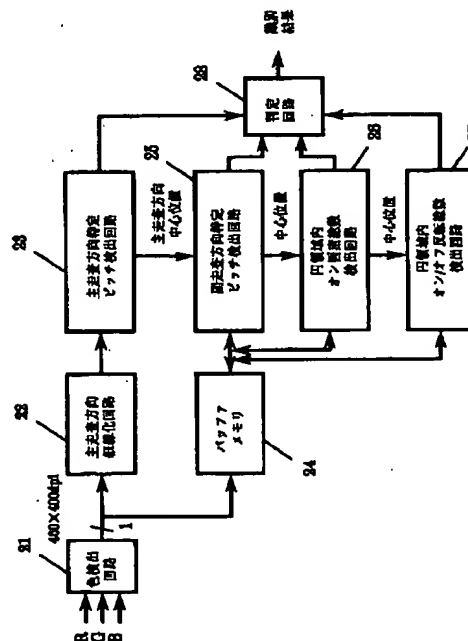 R
G
B
21
色検出
回路
400×400dpi
1
22
主走査方向
細線化回路
23
主走査方向特定
ピッチ検出回路
主走査方向
中心位置
24
バッファ
メモリ
25
副走査方向特定
ピッチ検出回路
中心位置
26
円領域内
オン画素総数
検出回路
中心位置
円領域内
オン/オフ反転総数
検出回路
28
判定
回路
識別
結果